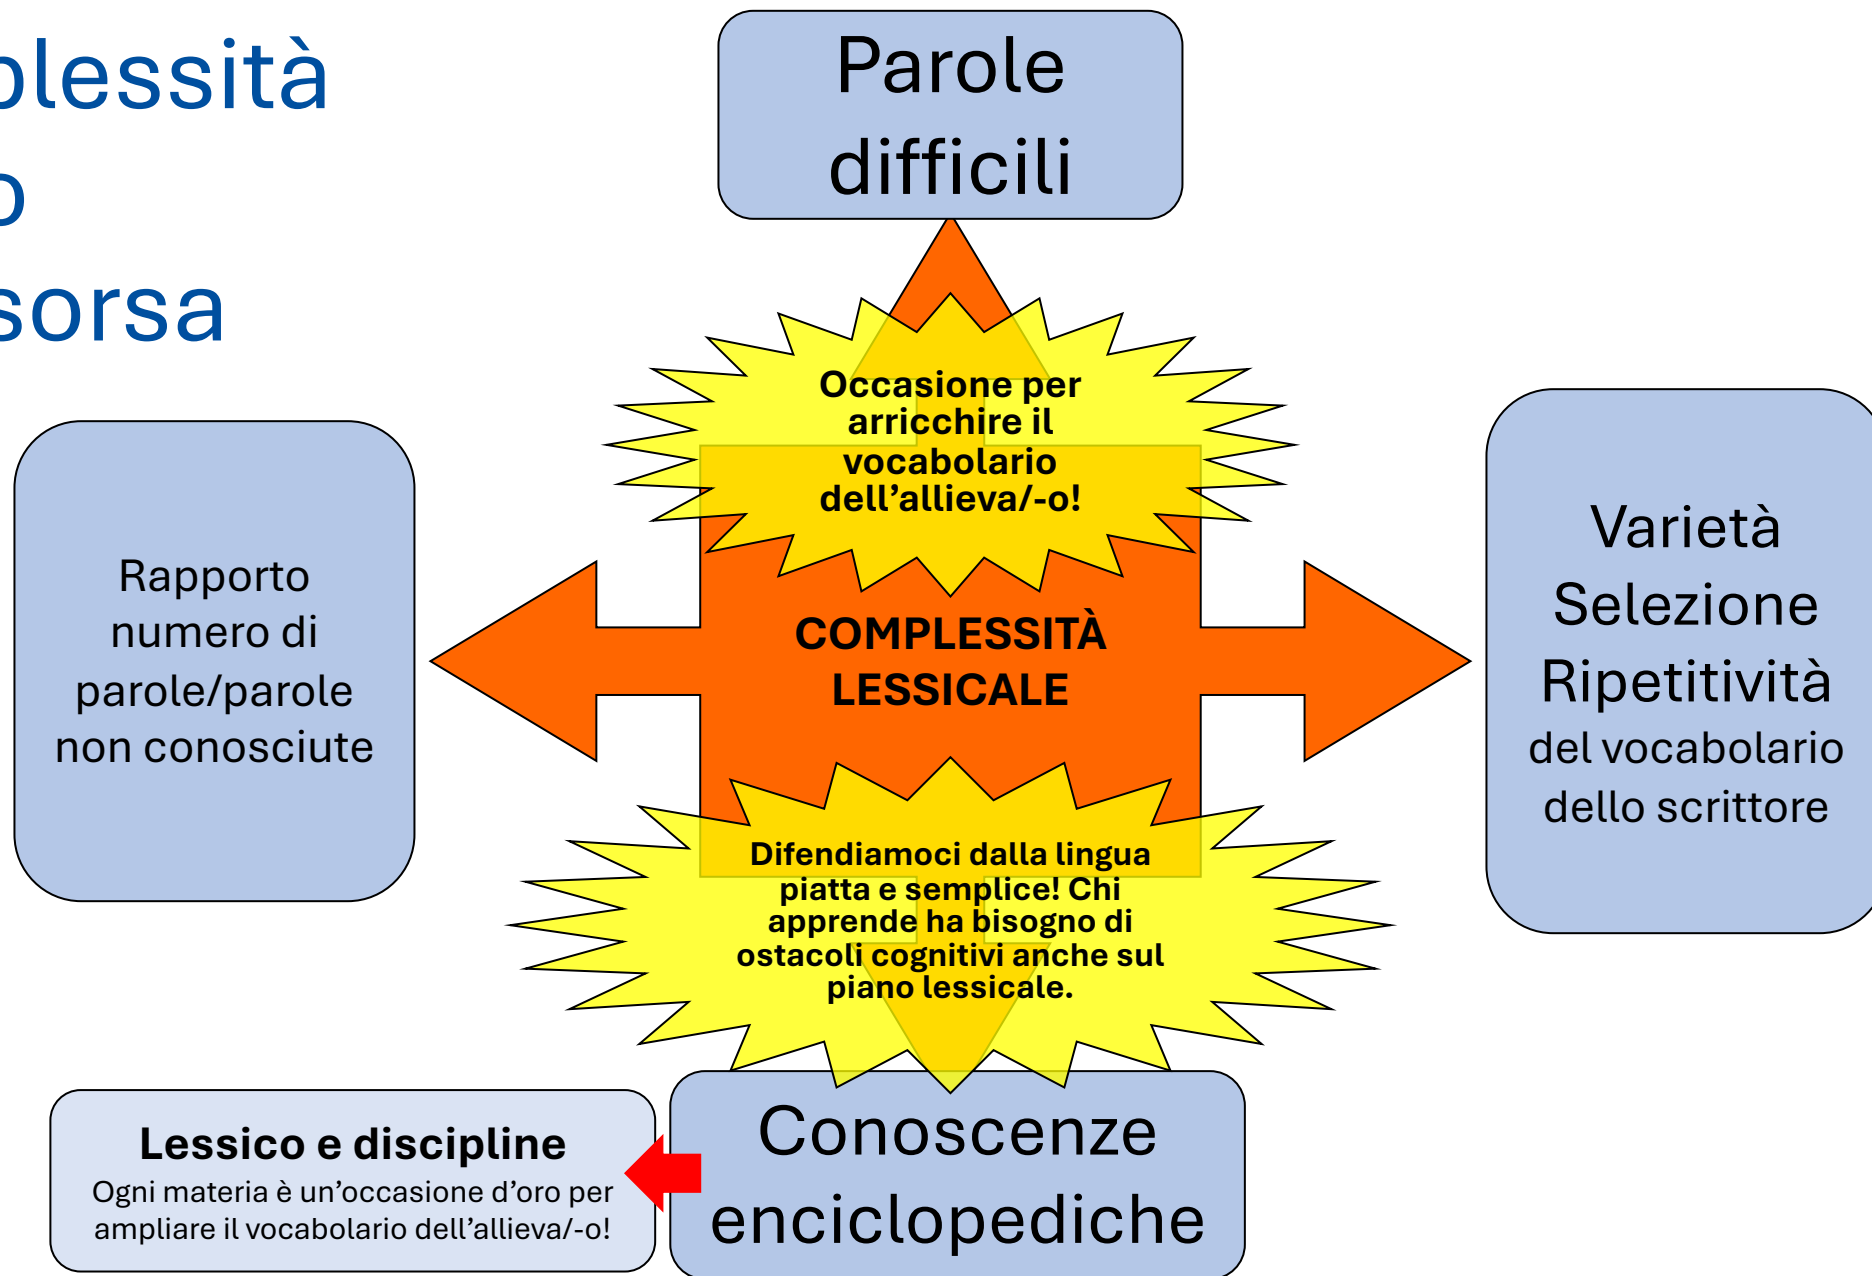 plessità
o
sorsa
Parole
difficili
Occasione per
arricchire il
vocabolario
dell’allieva/-o!
Rapporto
numero di
parole/parole
non conosciute
COMPLESSITÀ
LESSICALE
Varietà
Selezione
Ripetitività
del vocabolario
dello scrittore
Difendiamoci dalla lingua
piatta e semplice! Chi
apprende ha bisogno di
ostacoli cognitivi anche sul
piano lessicale.
Lessico e discipline
Ogni materia è un’occasione d’oro per
ampliare il vocabolario dell’allieva/-o!
Conoscenze
enciclopediche